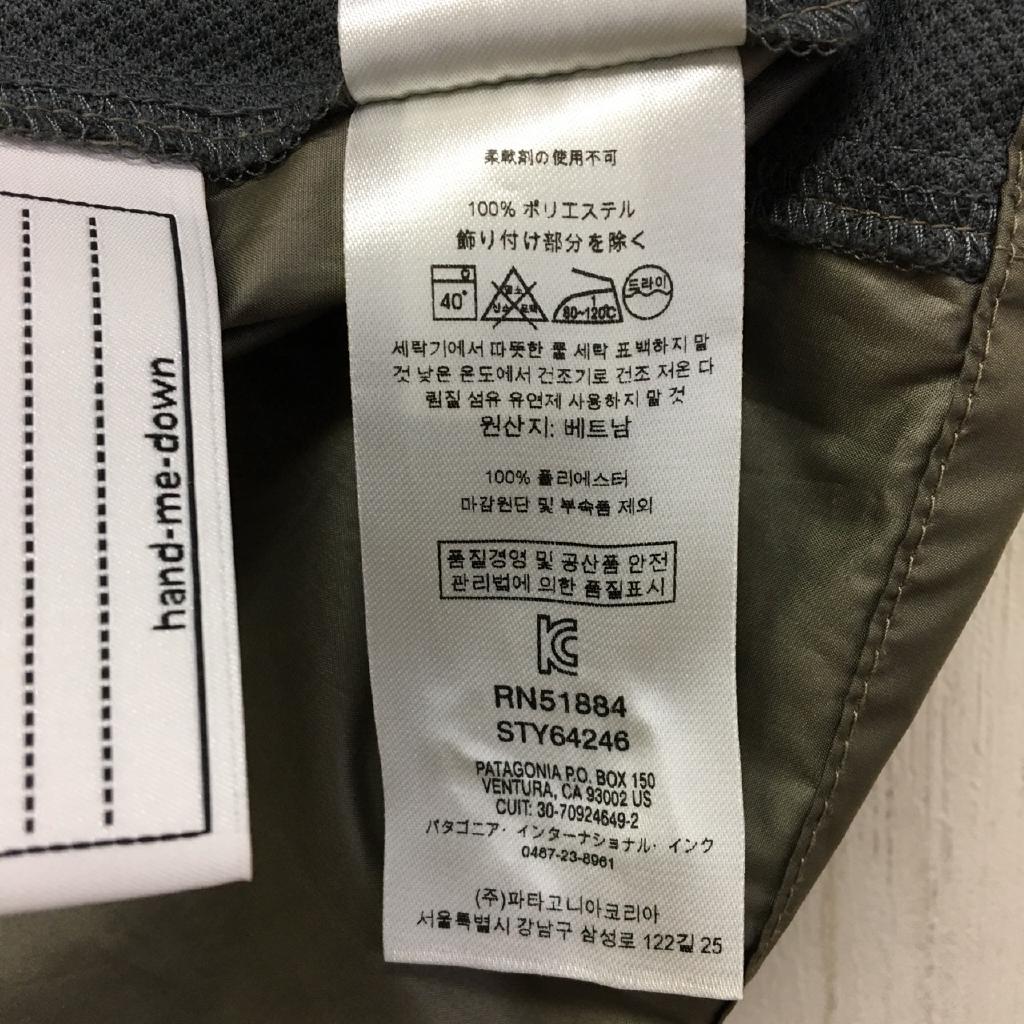 柔軟剤の使用不可
100% ポリエステル
飾り付け部分を除く
40° 염소 산소 표백 1 80~120℃ 드라이
세락기에서 따뜻한 물 세탁 표백하지 말
것 낮은 온도에서 건조기로 건조 저온 다
림질 섬유 유연제 사용하지 말 것
원산지: 베트남
100% 폴리에스터
마감원단 및 부속품 제외
품질경영 및 공산품 안전
관리법에 의한 품질표시
KC
RN51884
STY64246
PATAGONIA P.O. BOX 150
VENTURA, CA 93002 US
CUIT: 30-70924649-2
パタゴニア・インターナショナル・インク
0467-23-8961
(주)파타고니아코리아
서울특별시 강남구 삼성로 122길 25
hand-me-down